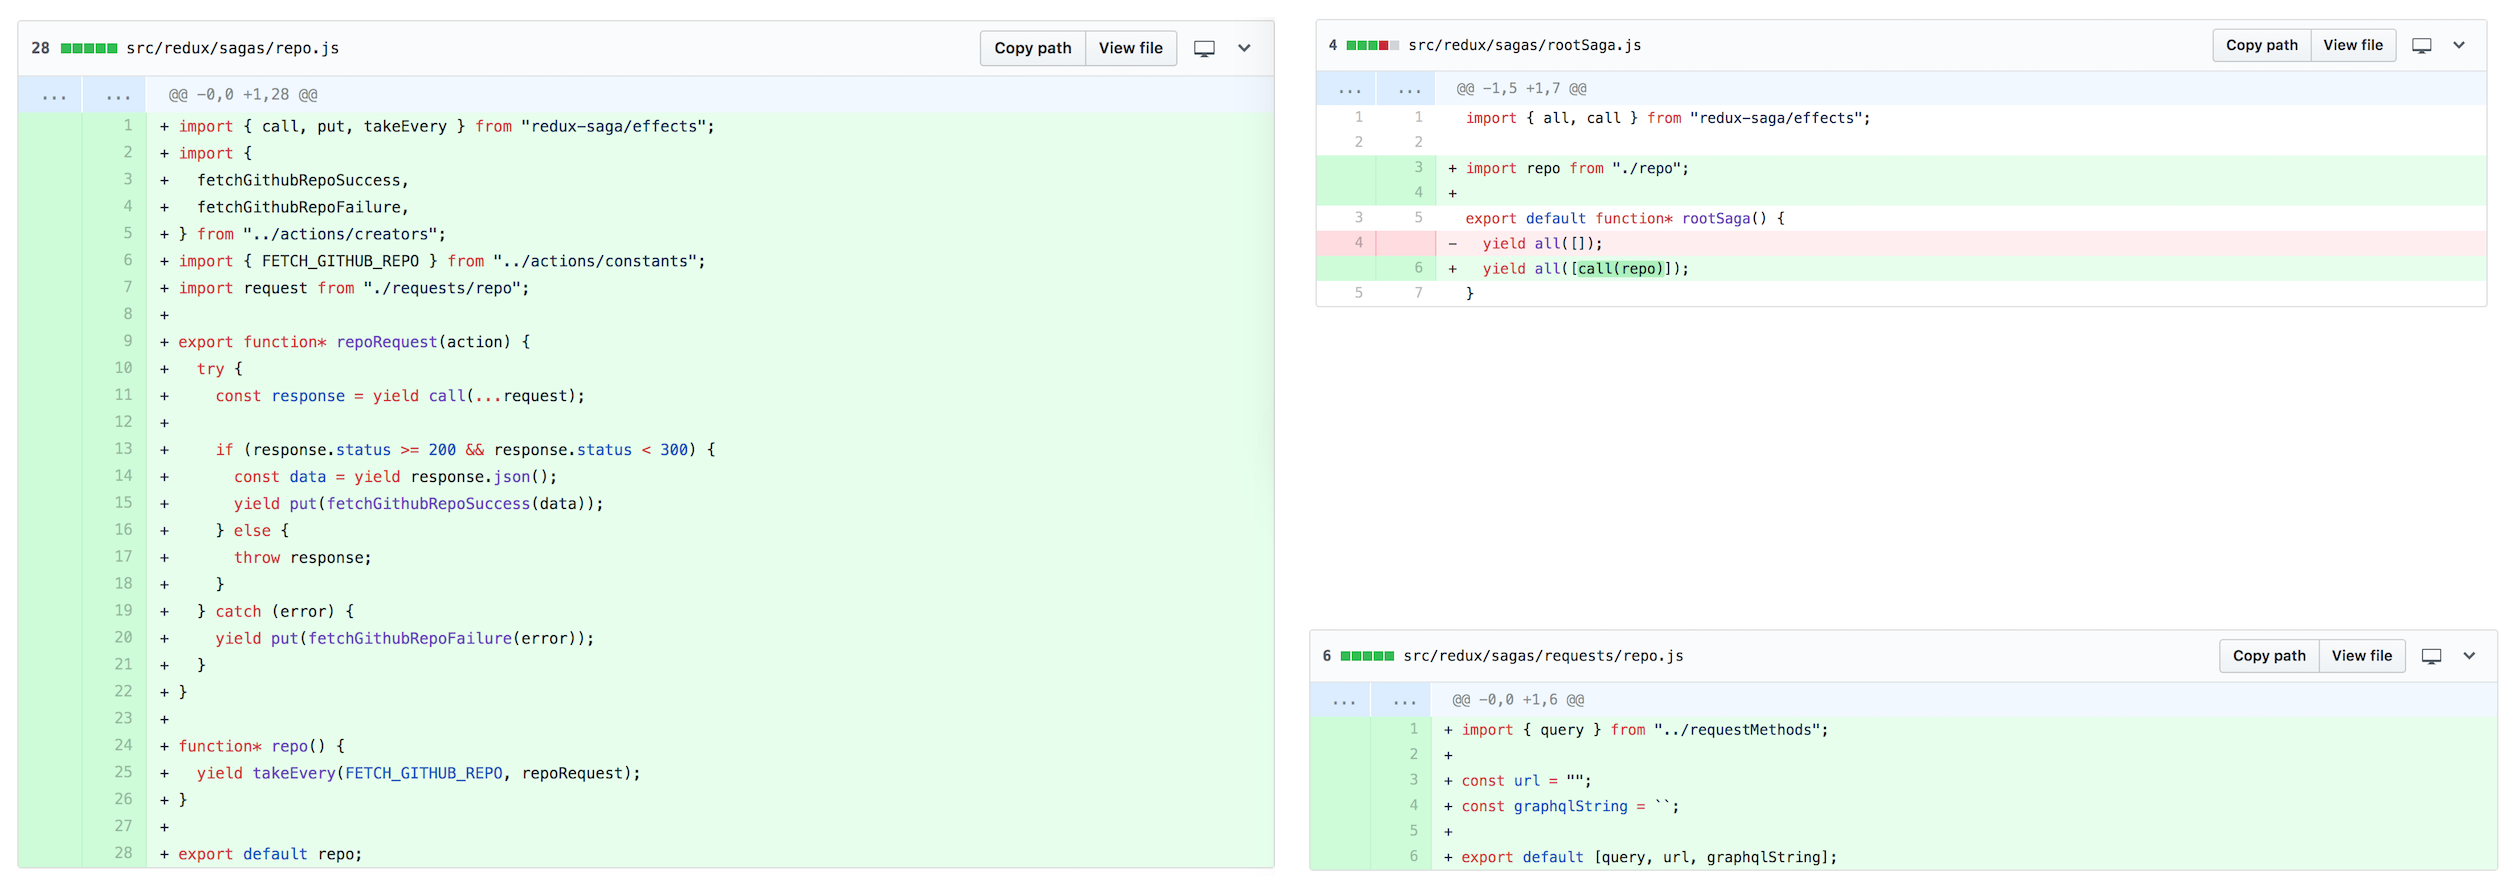 28 src/redux/sagas/repo.js Copy path View file
... ... @@ -0,0 +1,28 @@
1 + import { call, put, takeEvery } from "redux-saga/effects";
2 + import {
3 +   fetchGithubRepoSuccess,
4 +   fetchGithubRepoFailure,
5 + } from "../actions/creators";
6 + import { FETCH_GITHUB_REPO } from "../actions/constants";
7 + import request from "./requests/repo";
8 +
9 + export function* repoRequest(action) {
10 +   try {
11 +     const response = yield call(...request);
12 +
13 +     if (response.status >= 200 && response.status < 300) {
14 +       const data = yield response.json();
15 +       yield put(fetchGithubRepoSuccess(data));
16 +     } else {
17 +       throw response;
18 +     }
19 +   } catch (error) {
20 +     yield put(fetchGithubRepoFailure(error));
21 +   }
22 + }
23 +
24 + function* repo() {
25 +   yield takeEvery(FETCH_GITHUB_REPO, repoRequest);
26 + }
27 +
28 + export default repo;
4 src/redux/sagas/rootSaga.js Copy path View file
... ... @@ -1,5 +1,7 @@
1 1 import { all, call } from "redux-saga/effects";
2 2
3 + import repo from "./repo";
4 +
3 5 export default function* rootSaga() {
4 -   yield all([]);
6 +   yield all([call(repo)]);
5 7 }
6 src/redux/sagas/requests/repo.js Copy path View file
... ... @@ -0,0 +1,6 @@
1 + import { query } from "../requestMethods";
2 +
3 + const url = "";
4 + const graphqlString = ``;
5 +
6 + export default [query, url, graphqlString];